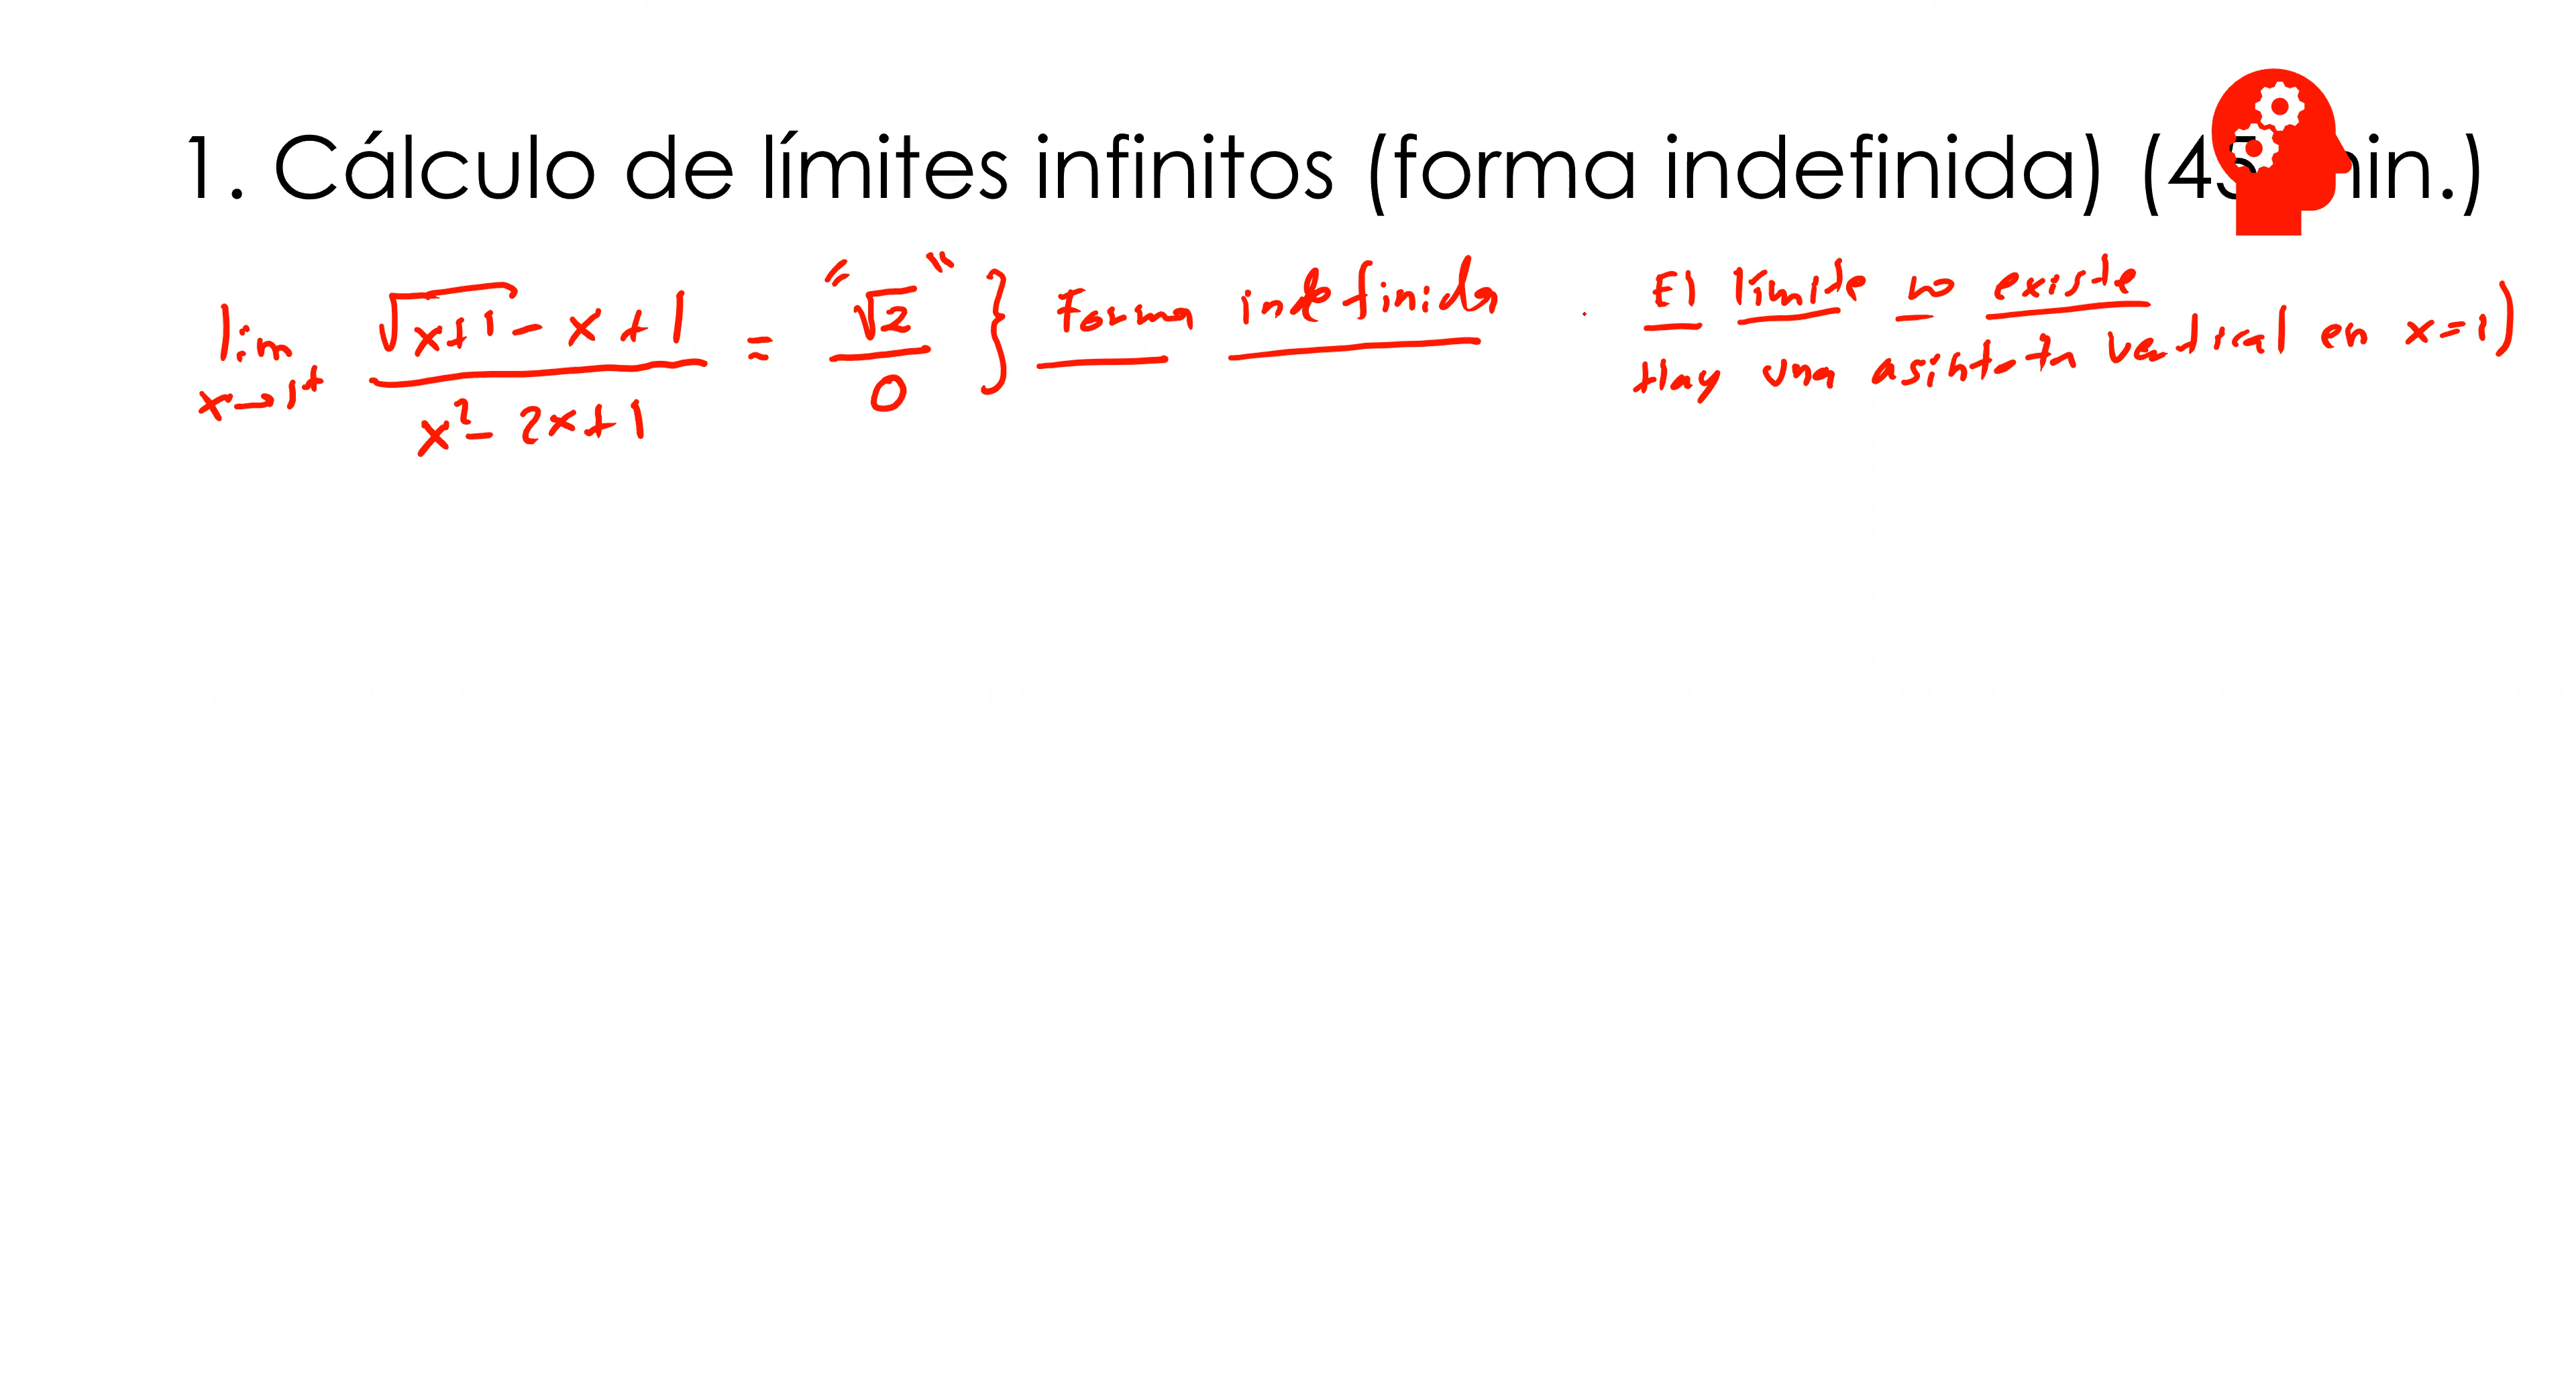 1. Cálculo de límites infinitos (forma indefinida) (45 min.)
lim x→1⁺ (√(x+1) - x + 1)/(x² - 2x + 1) = "√2"/0 } Forma indefinida . El límite no existe
Hay una asíntota vertical en x=1)